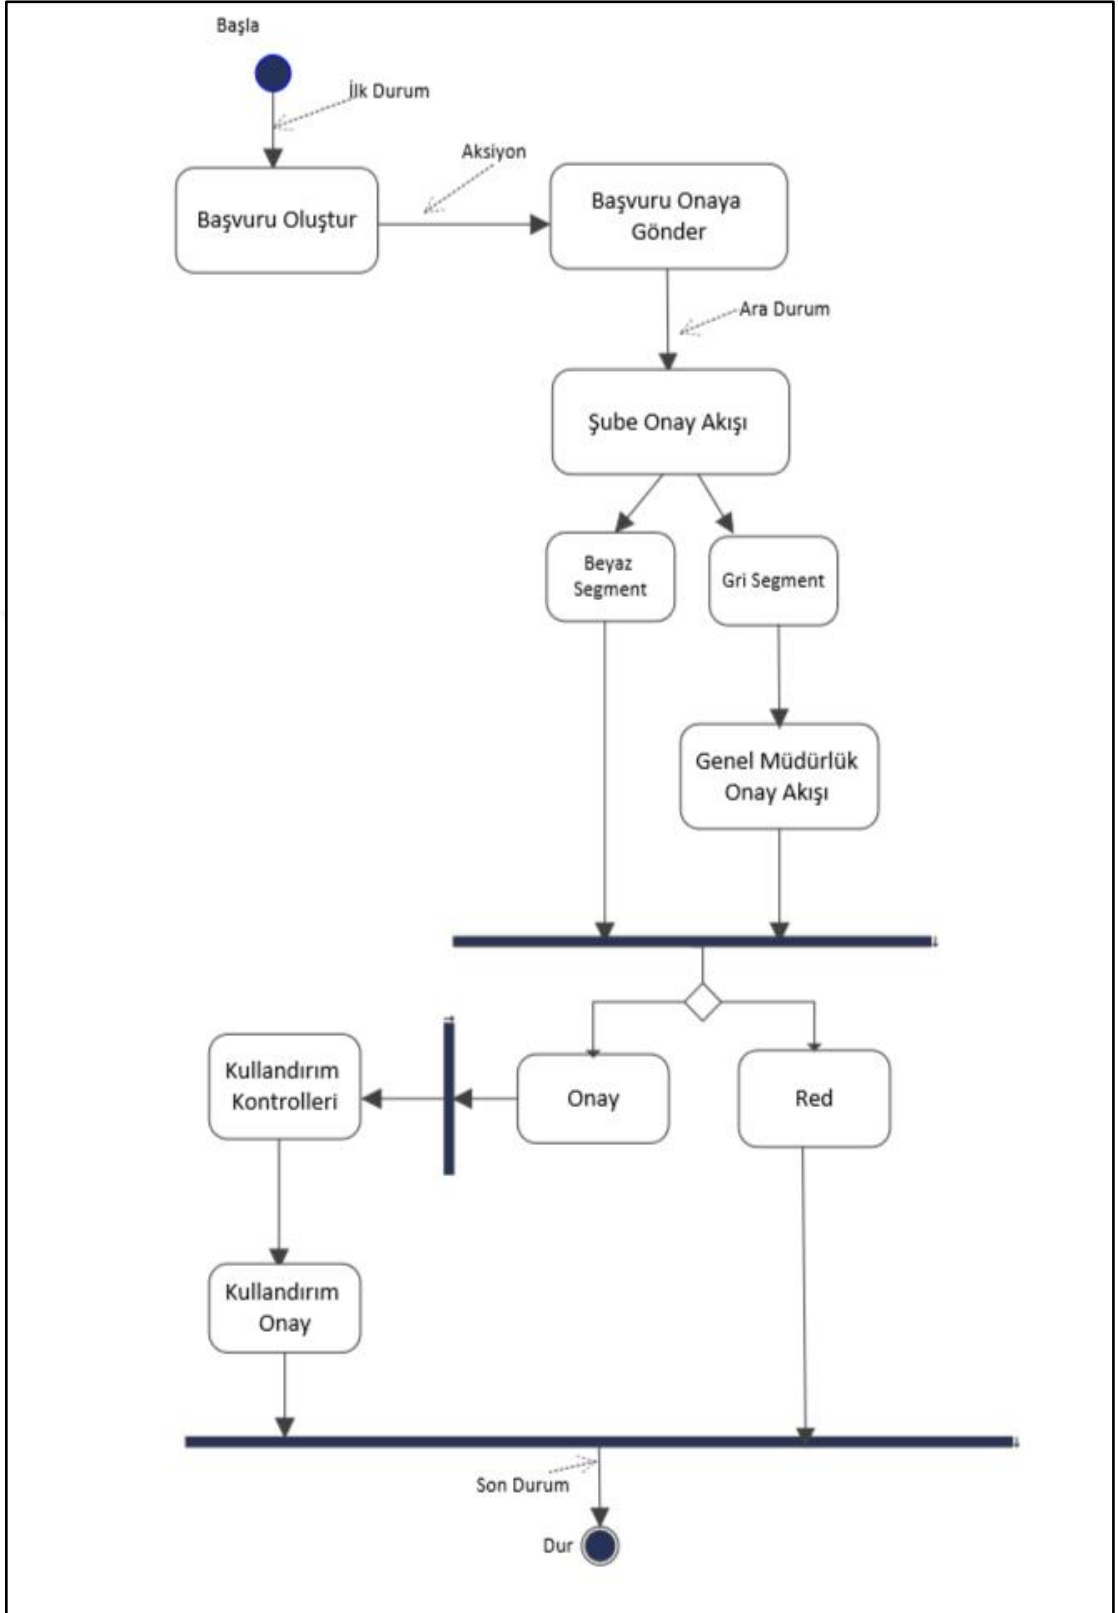 Başla
İlk Durum
Aksiyon
Başvuru Oluştur
Başvuru Onaya
Gönder
Ara Durum
Şube Onay Akışı
Beyaz
Segment
Gri Segment
Genel Müdürlük
Onay Akışı
Kullandırım
Kontrolleri
Onay
Red
Kullandırım
Onay
Son Durum
Dur